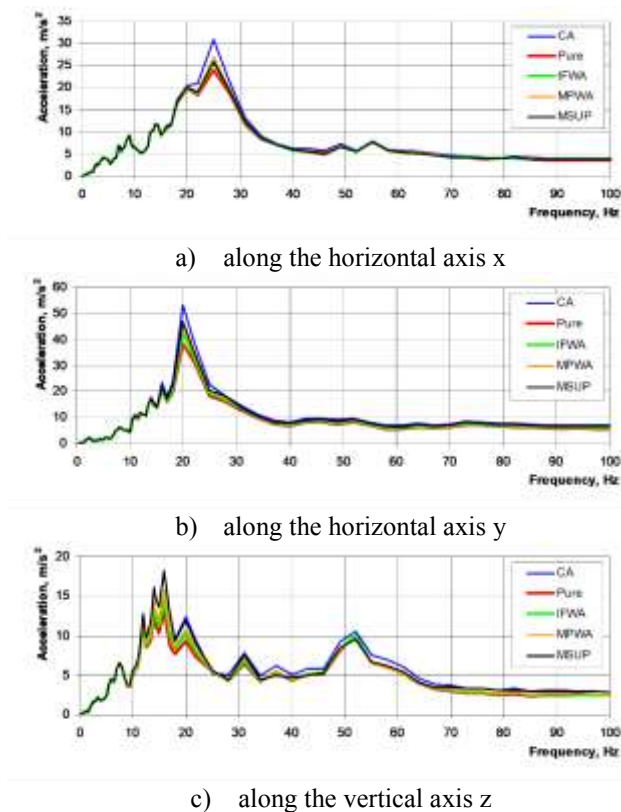 Acceleration, m/s²
35
30
25
20
15
10
5
0
0 10 20 30 40 50 60 70 80 90 100
Frequency, Hz
CA
Pure
IFWA
MPWA
MSUP
a) along the horizontal axis x
Acceleration, m/s²
60
50
40
30
20
10
0
0 10 20 30 40 50 60 70 80 90 100
Frequency, Hz
CA
Pure
IFWA
MPWA
MSUP
b) along the horizontal axis y
Acceleration, m/s²
20
15
10
5
0
0 10 20 30 40 50 60 70 80 90 100
Frequency, Hz
CA
Pure
IFWA
MPWA
MSUP
c) along the vertical axis z